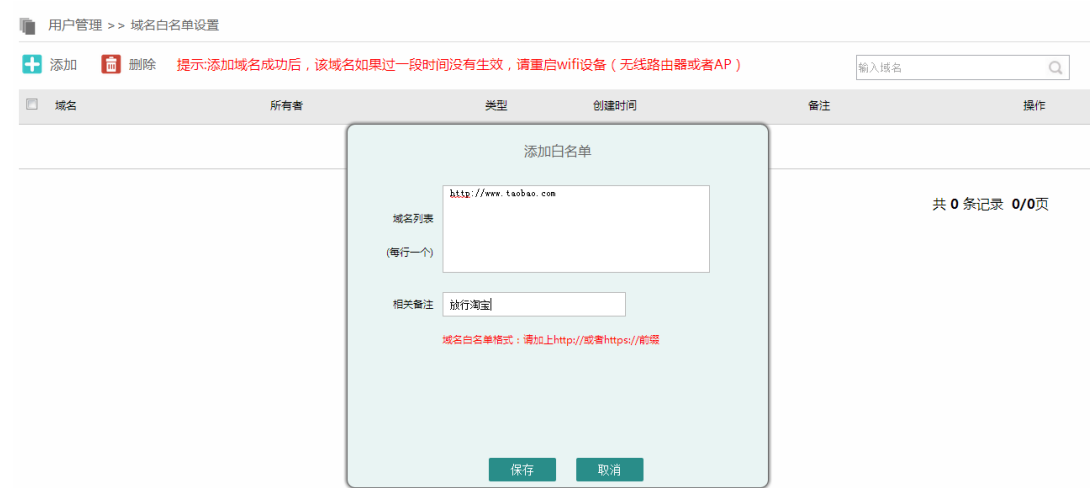 用户管理 >> 域名白名单设置
添加 删除 提示:添加域名成功后，该域名如果过一段时间没有生效，请重启wifi设备（无线路由器或者AP） 输入域名
域名 所有者 类型 创建时间 备注 操作
添加白名单
http://www.taobao.com
域名列表
(每行一个)
共 0 条记录 0/0页
相关备注 放行淘宝
域名白名单格式：请加上http://或者https://前缀
保存 取消